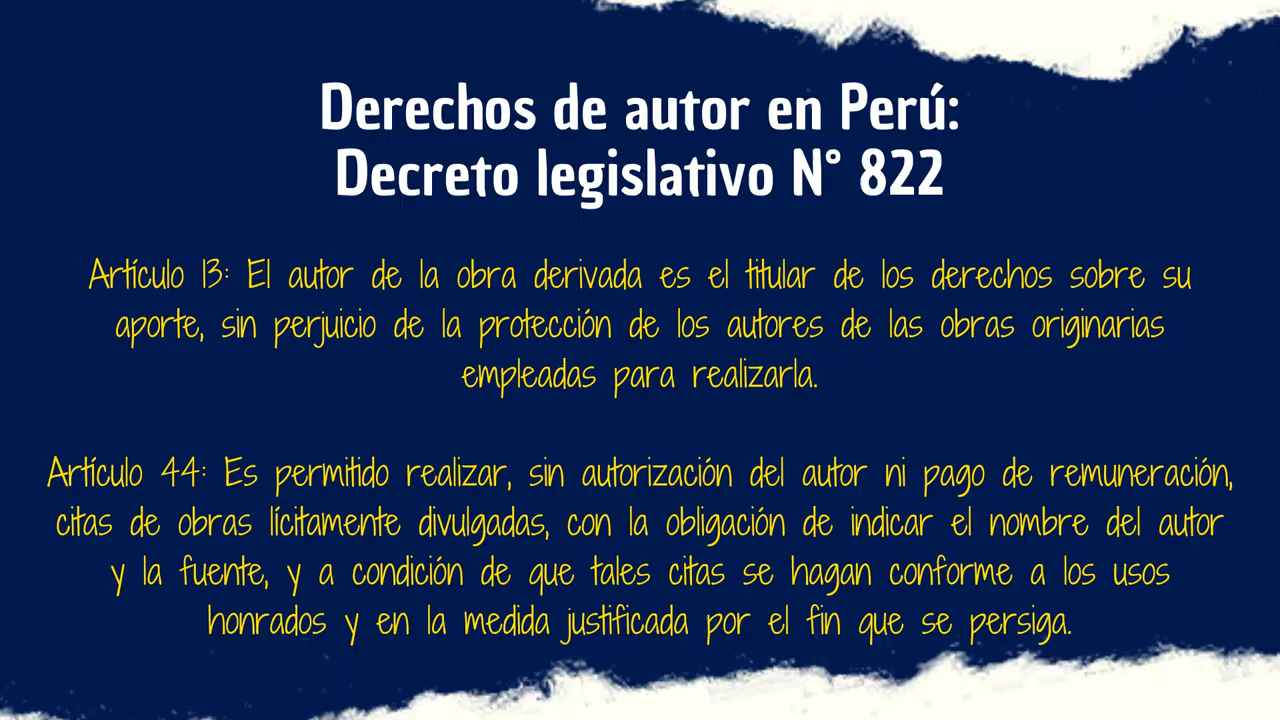 Derechos de autor en Perú:
Decreto legislativo N° 822
Artículo 13: El autor de la obra derivada es el titular de los derechos sobre su
aporte, sin perjuicio de la protección de los autores de las obras originarias
empleadas para realizarla.
Artículo 44: Es permitido realizar, sin autorización del autor ni pago de remuneración,
citas de obras lícitamente divulgadas, con la obligación de indicar el nombre del autor
y la fuente, y a condición de que tales citas se hagan conforme a los usos
honrados y en la medida justificada por el fin que se persiga.